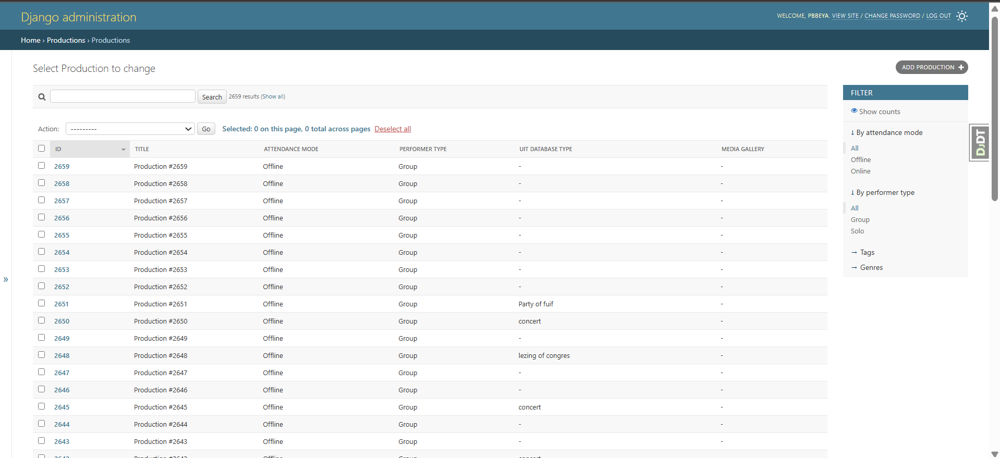 Django administration
WELCOME, PBBEYA. VIEW SITE / CHANGE PASSWORD / LOG OUT
Home › Productions › Productions
Select Production to change
ADD PRODUCTION +
Search 2659 results (Show all)
Action: --------- Go Selected: 0 on this page, 0 total across pages Deselect all
ID TITLE ATTENDANCE MODE PERFORMER TYPE UIT DATABASE TYPE MEDIA GALLERY
2659 Production #2659 Offline Group - -
2658 Production #2658 Offline Group - -
2657 Production #2657 Offline Group - -
2656 Production #2656 Offline Group - -
2655 Production #2655 Offline Group - -
2654 Production #2654 Offline Group - -
2653 Production #2653 Offline Group - -
2652 Production #2652 Offline Group - -
2651 Production #2651 Offline Group Party of fuif -
2650 Production #2650 Offline Group concert -
2649 Production #2649 Offline Group - -
2648 Production #2648 Offline Group lezing of congres -
2647 Production #2647 Offline Group - -
2646 Production #2646 Offline Group - -
2645 Production #2645 Offline Group concert -
2644 Production #2644 Offline Group - -
2643 Production #2643 Offline Group - -
2642 Production #2642 Offline Group concert
FILTER
Show counts
↓ By attendance mode
All
Offline
Online
↓ By performer type
All
Group
Solo
→ Tags
→ Genres
DJDT
»